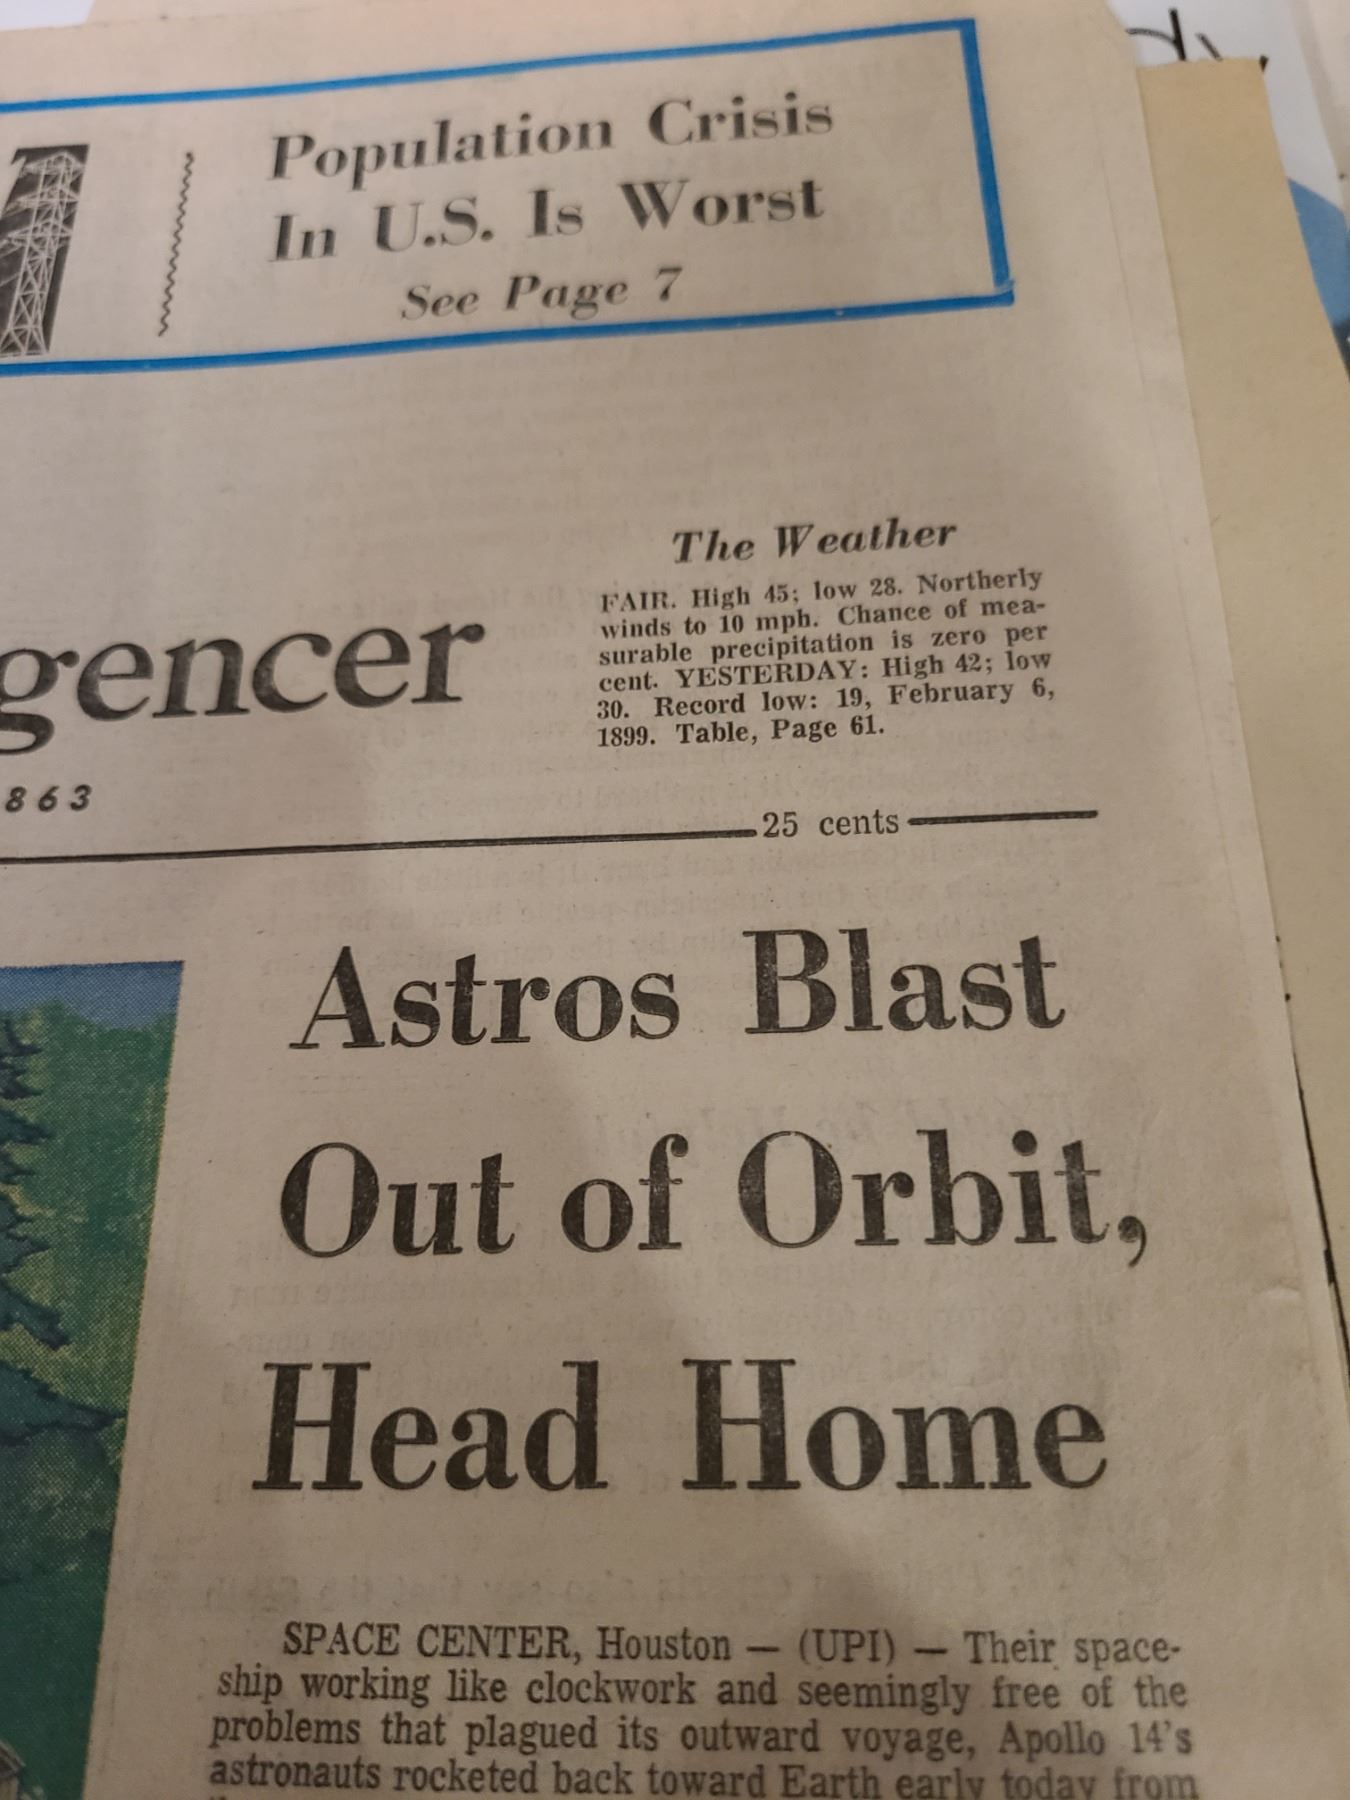 Population Crisis
In U.S. Is Worst
See Page 7
The Weather
FAIR. High 45; low 28. Northerly
winds to 10 mph. Chance of mea-
surable precipitation is zero per
cent. YESTERDAY: High 42; low
30. Record low: 19, February 6,
1899. Table, Page 61.
gencer
863
25 cents
Astros Blast
Out of Orbit,
Head Home
SPACE CENTER, Houston — (UPI) — Their space-
ship working like clockwork and seemingly free of the
problems that plagued its outward voyage, Apollo 14's
astronauts rocketed back toward Earth early today from